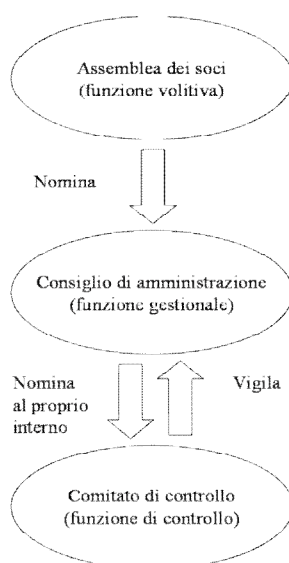 Assemblea dei soci
(funzione volitiva)
Nomina
Consiglio di amministrazione
(funzione gestionale)
Nomina
al proprio
interno
Vigila
Comitato di controllo
(funzione di controllo)